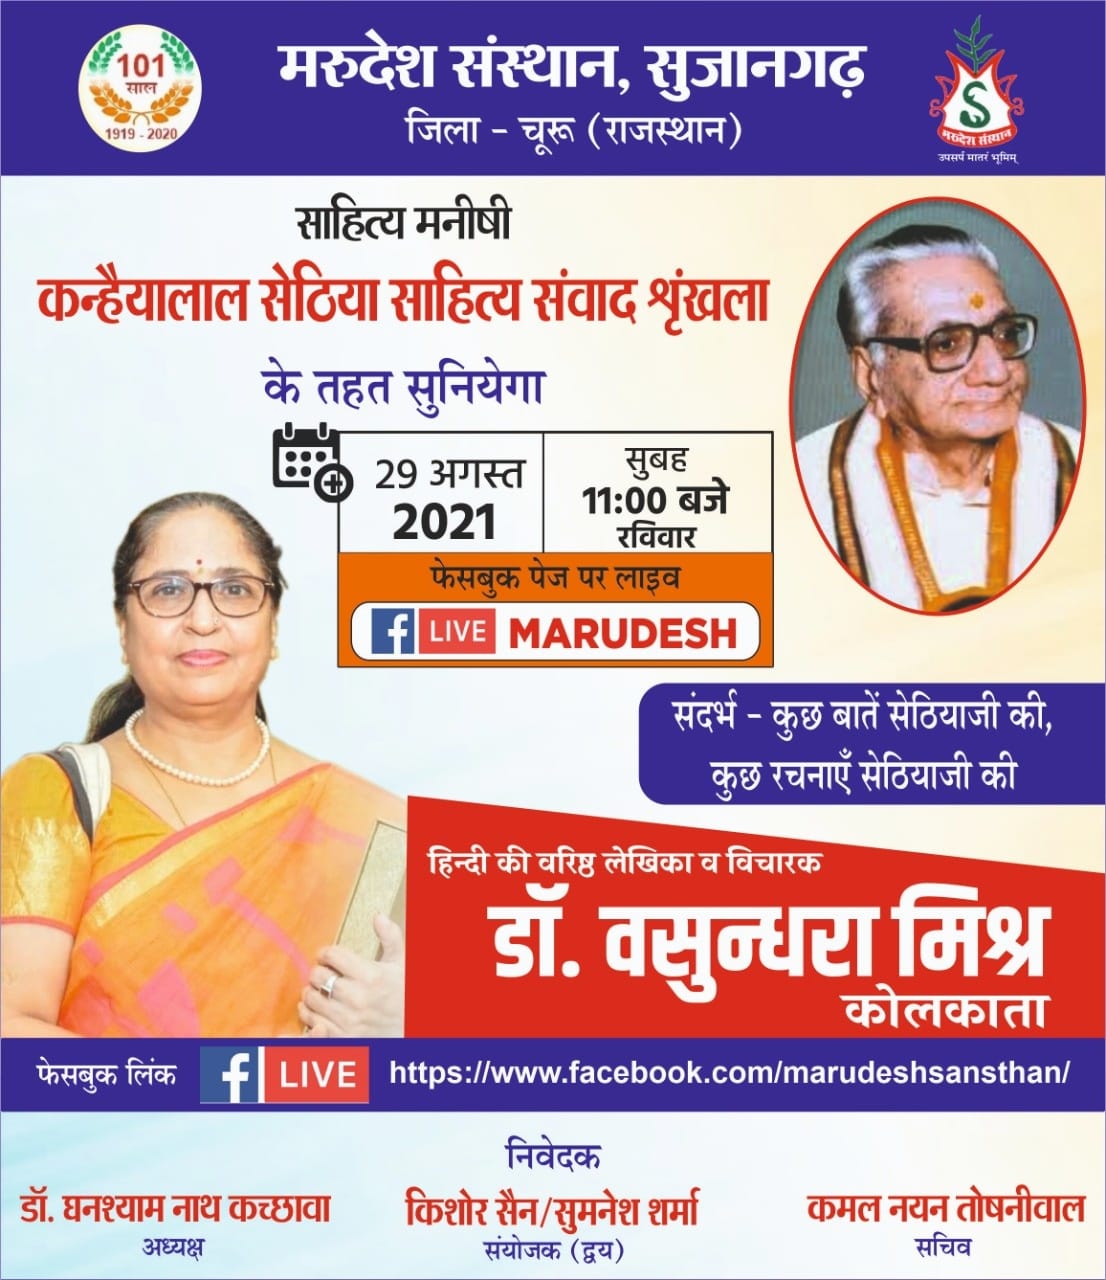 101
साल
1919 - 2020
मरुदेश संस्थान, सुजानगढ़
जिला - चूरू (राजस्थान)
S
मरुदेश संस्थान
उपसर्प मातरं भूमिम्
साहित्य मनीषी
कन्हैयालाल सेठिया साहित्य संवाद शृंखला
के तहत सुनियेगा
29 अगस्त
2021
सुबह
11:00 बजे
रविवार
फेसबुक पेज पर लाइव
f LIVE MARUDESH
संदर्भ - कुछ बातें सेठियाजी की,
कुछ रचनाएँ सेठियाजी की
हिन्दी की वरिष्ठ लेखिका व विचारक
डॉ. वसुन्धरा मिश्र
कोलकाता
फेसबुक लिंक f LIVE https://www.facebook.com/marudeshsansthan/
निवेदक
डॉ. घनश्याम नाथ कच्छावा
अध्यक्ष
किशोर सैन/सुमनेश शर्मा
संयोजक (द्वय)
कमल नयन तोषनीवाल
सचिव